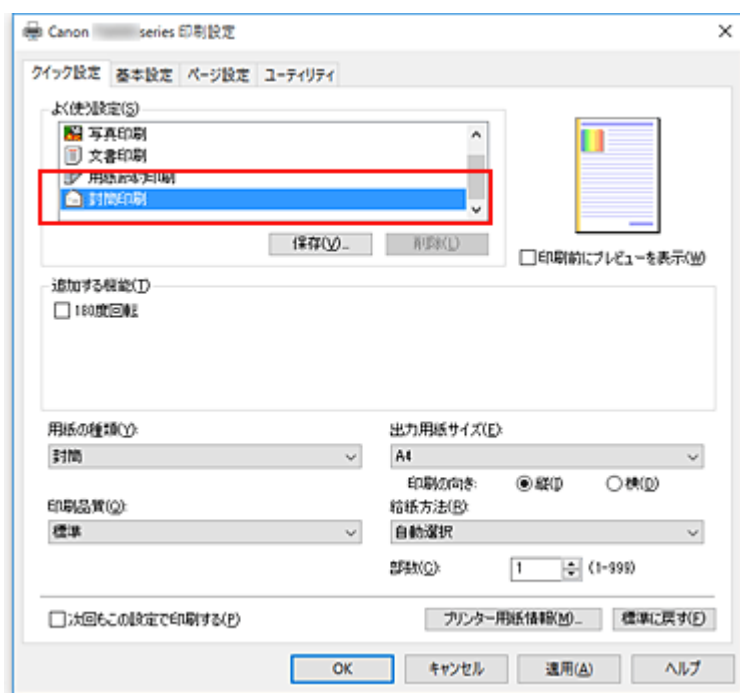 Canon series 印刷設定
クイック設定 基本設定 ページ設定 ユーティリティ
よく使う設定(S)
写真印刷
文書印刷
用紙節約印刷
封筒印刷
保存(V)...
削除(L)
印刷前にプレビューを表示(W)
追加する機能(T)
180度回転
用紙の種類(Y):
封筒
出力用紙サイズ(E):
A4
印刷の向き: 縦(I) 横(D)
印刷品質(Q):
標準
給紙方法(R):
自動選択
部数(C): 1 (1-999)
次回もこの設定で印刷する(P)
プリンター用紙情報(M)...
標準に戻す(F)
OK キャンセル 適用(A) ヘルプ